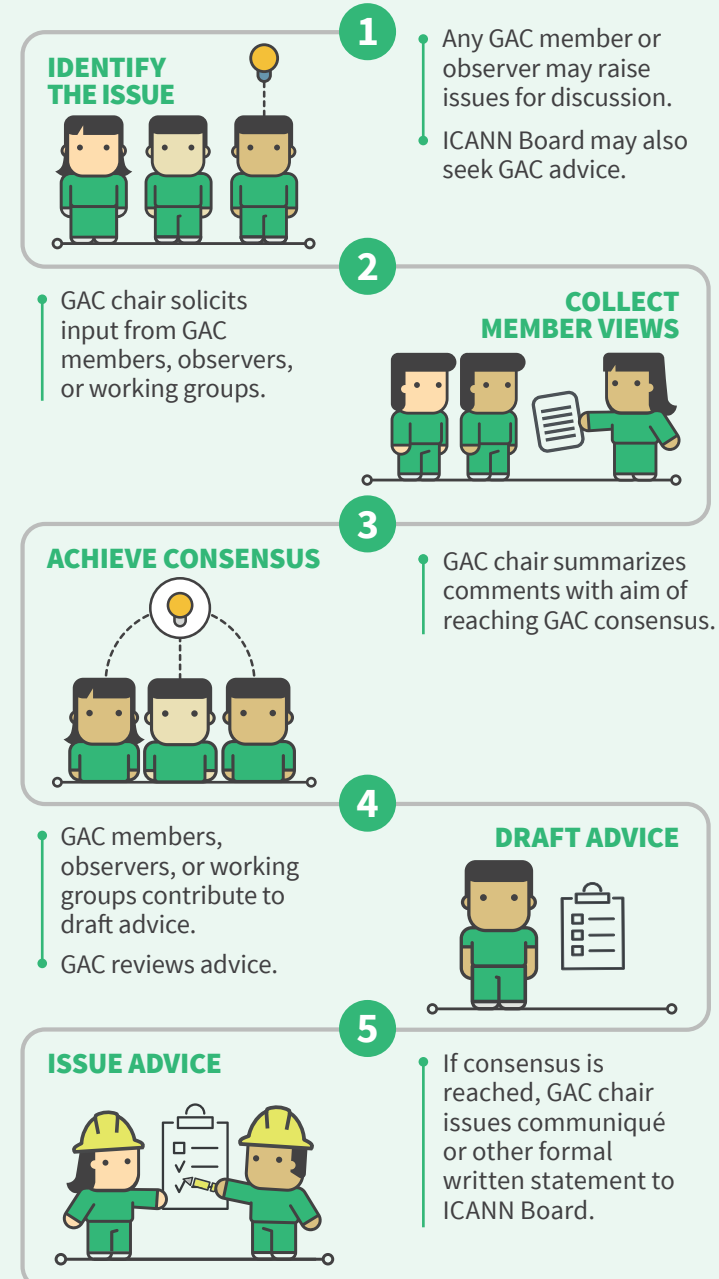 1
IDENTIFY
THE ISSUE
Any GAC member or
observer may raise
issues for discussion.
ICANN Board may also
seek GAC advice.
2
COLLECT
MEMBER VIEWS
GAC chair solicits
input from GAC
members, observers,
or working groups.
3
ACHIEVE CONSENSUS
GAC chair summarizes
comments with aim of
reaching GAC consensus.
4
DRAFT ADVICE
GAC members,
observers, or working
groups contribute to
draft advice.
GAC reviews advice.
5
ISSUE ADVICE
If consensus is
reached, GAC chair
issues communiqué
or other formal
written statement to
ICANN Board.